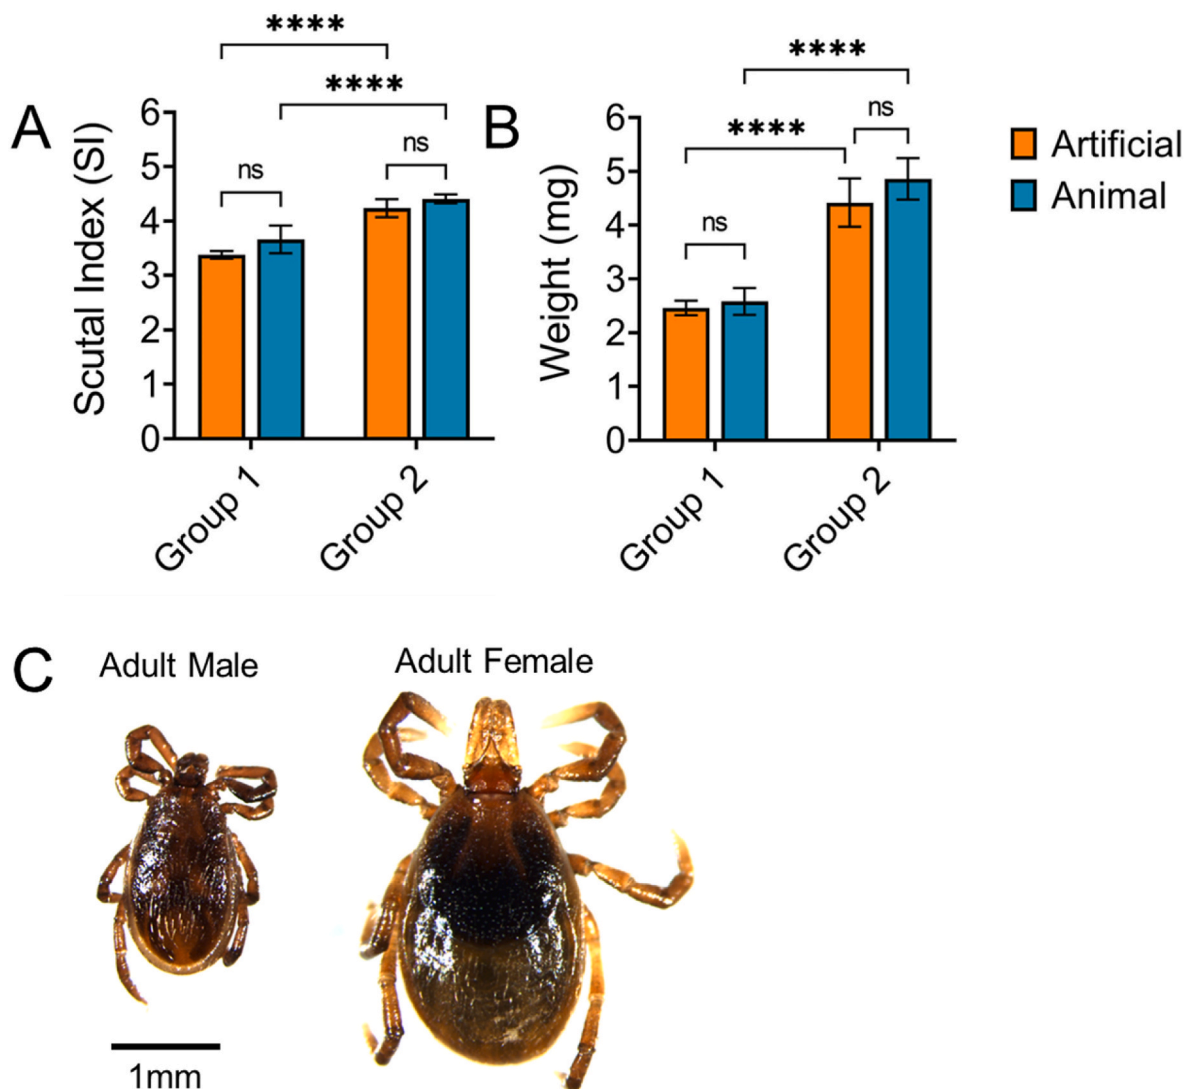 A
Scutal Index (SI)
6
5
4
3
2
1
0
****
****
ns
ns
Group 1
Group 2
B
Weight (mg)
6
5
4
3
2
1
0
****
****
ns
ns
Group 1
Group 2
Artificial
Animal
C
Adult Male
Adult Female
1mm